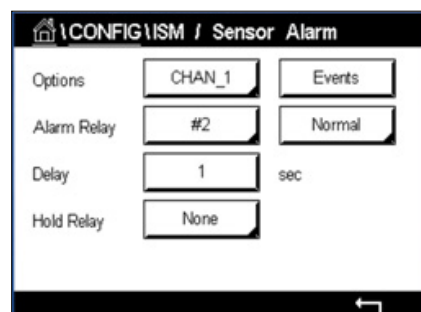 \CONFIG\ISM / Sensor Alarm
Options CHAN_1 Events
Alarm Relay #2 Normal
Delay 1 sec
Hold Relay None